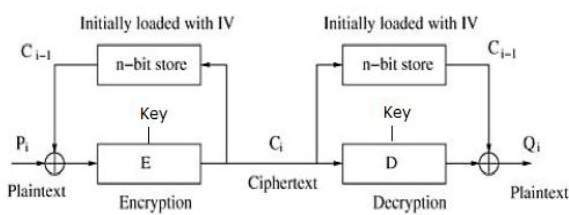 Initially loaded with IV
Initially loaded with IV
C i-1
n-bit store
n-bit store
C i-1
Key
Key
P i
E
C i
D
Q i
Plaintext
Encryption
Ciphertext
Decryption
Plaintext